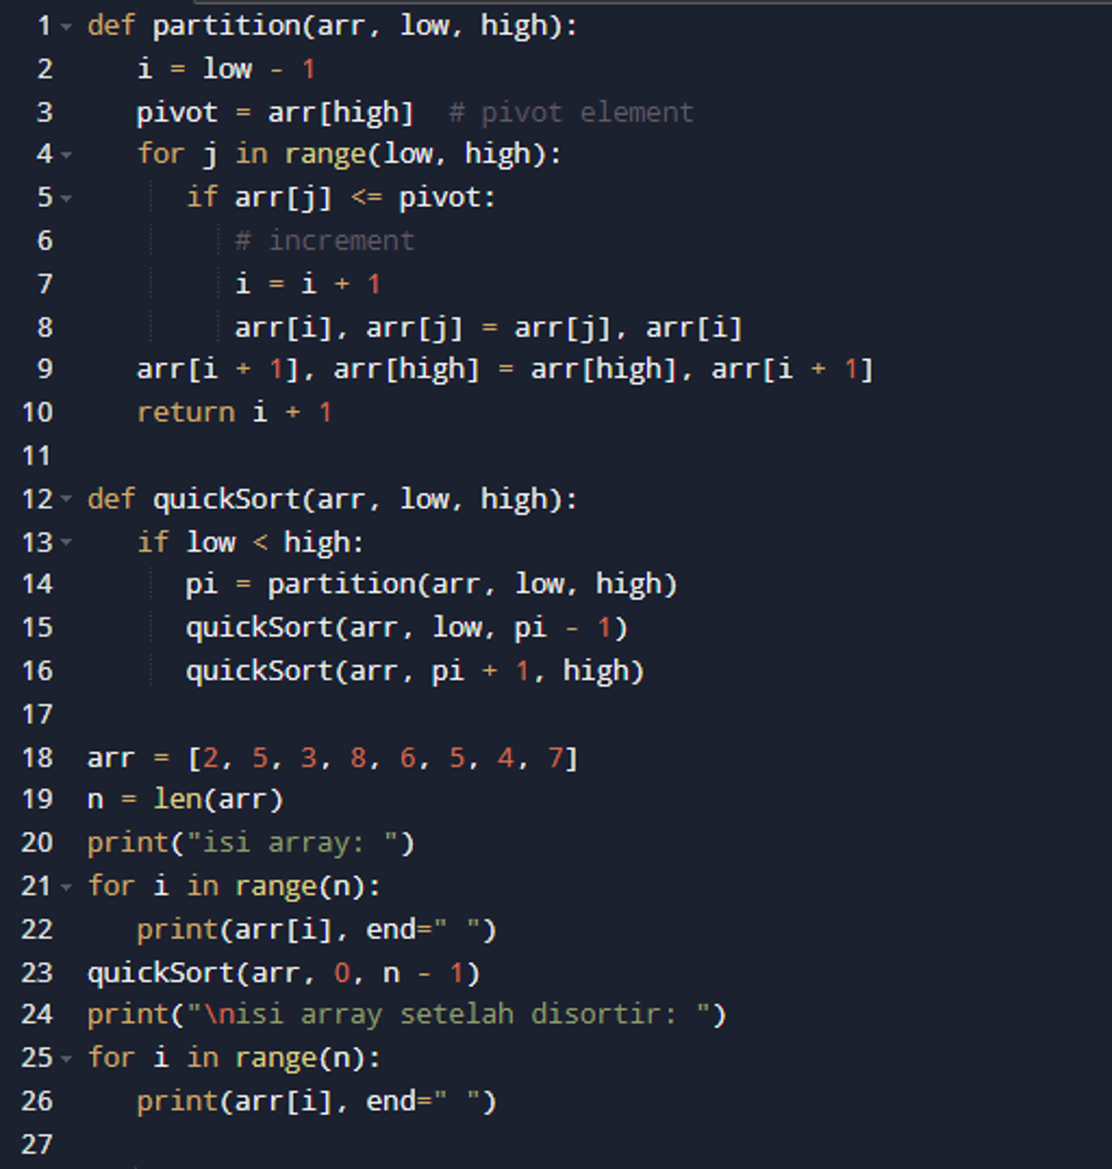 1 def partition(arr, low, high):
2    i = low - 1
3    pivot = arr[high]  # pivot element
4    for j in range(low, high):
5       if arr[j] <= pivot:
6          # increment
7          i = i + 1
8          arr[i], arr[j] = arr[j], arr[i]
9    arr[i + 1], arr[high] = arr[high], arr[i + 1]
10    return i + 1
11
12 def quickSort(arr, low, high):
13    if low < high:
14       pi = partition(arr, low, high)
15       quickSort(arr, low, pi - 1)
16       quickSort(arr, pi + 1, high)
17
18 arr = [2, 5, 3, 8, 6, 5, 4, 7]
19 n = len(arr)
20 print("isi array: ")
21 for i in range(n):
22    print(arr[i], end=" ")
23 quickSort(arr, 0, n - 1)
24 print("\nisi array setelah disortir: ")
25 for i in range(n):
26    print(arr[i], end=" ")
27